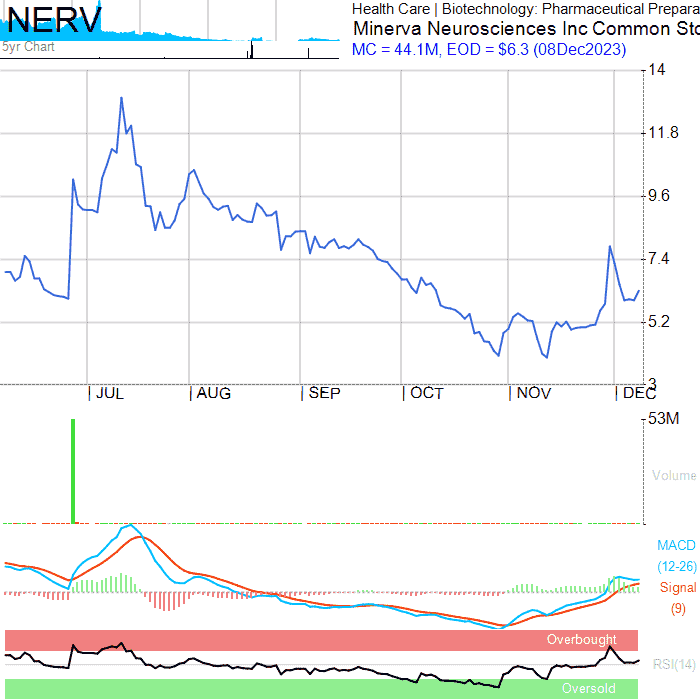 NERV
5yr Chart
Health Care | Biotechnology: Pharmaceutical Prepara
Minerva Neurosciences Inc Common Sto
MC = 44.1M, EOD = $6.3 (08Dec2023)
14
11.8
9.6
7.4
5.2
3
JUL
AUG
SEP
OCT
NOV
DEC
53M
Volume
MACD
(12-26)
Signal
(9)
Overbought
RSI(14)
Oversold